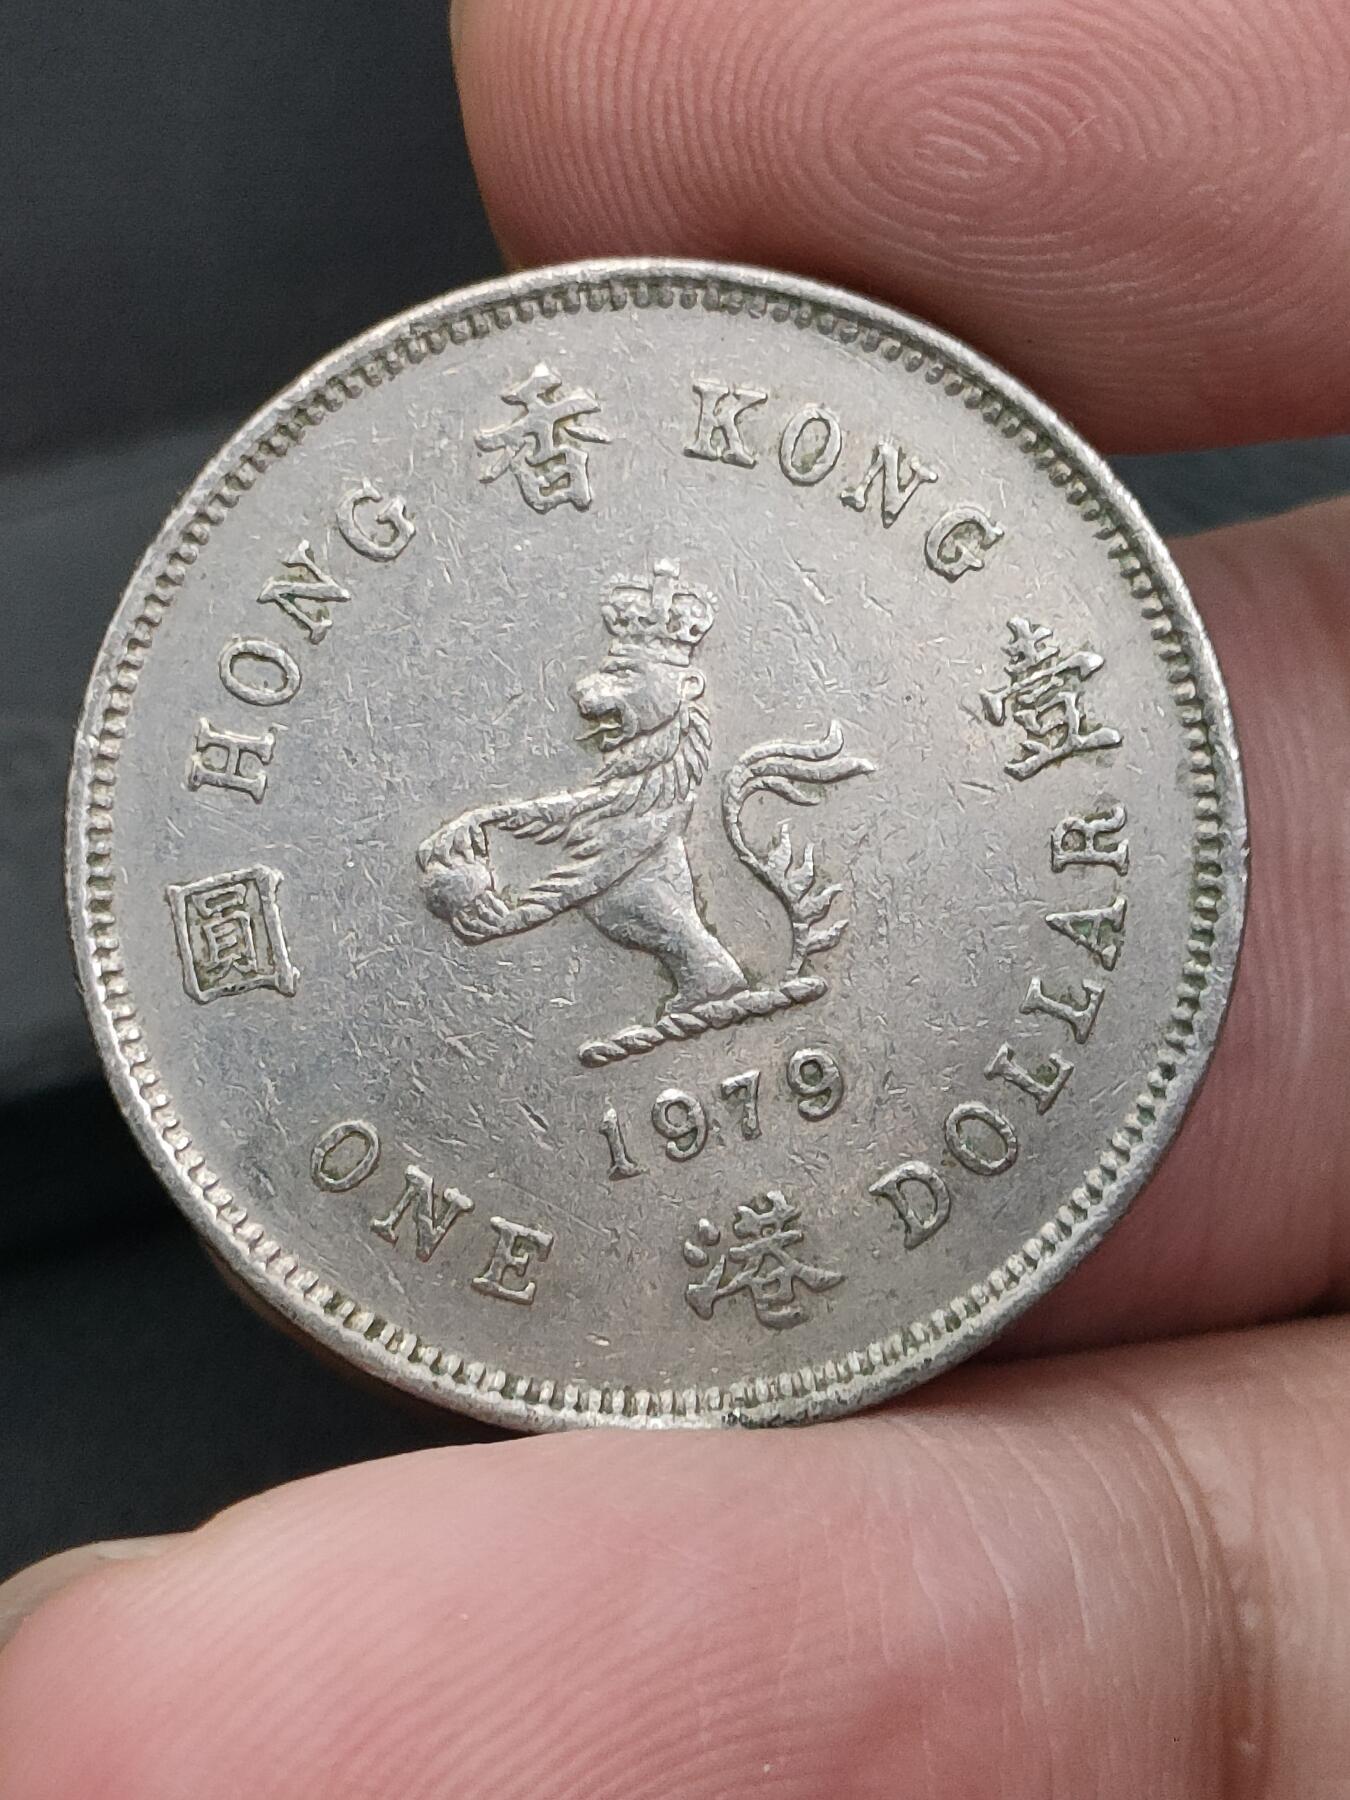 HONG KONG
ONE DOLLAR
香港壹圓
1979